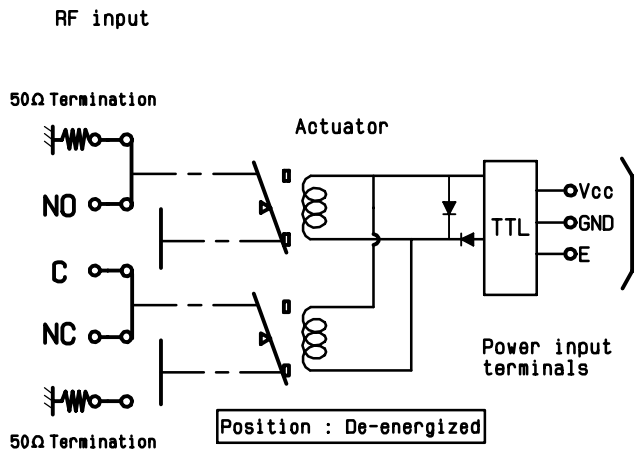 RF input
50Ω Termination
Actuator
NO
C
NC
50Ω Termination
TTL
Vcc
GND
E
Power input
terminals
Position : De-energized